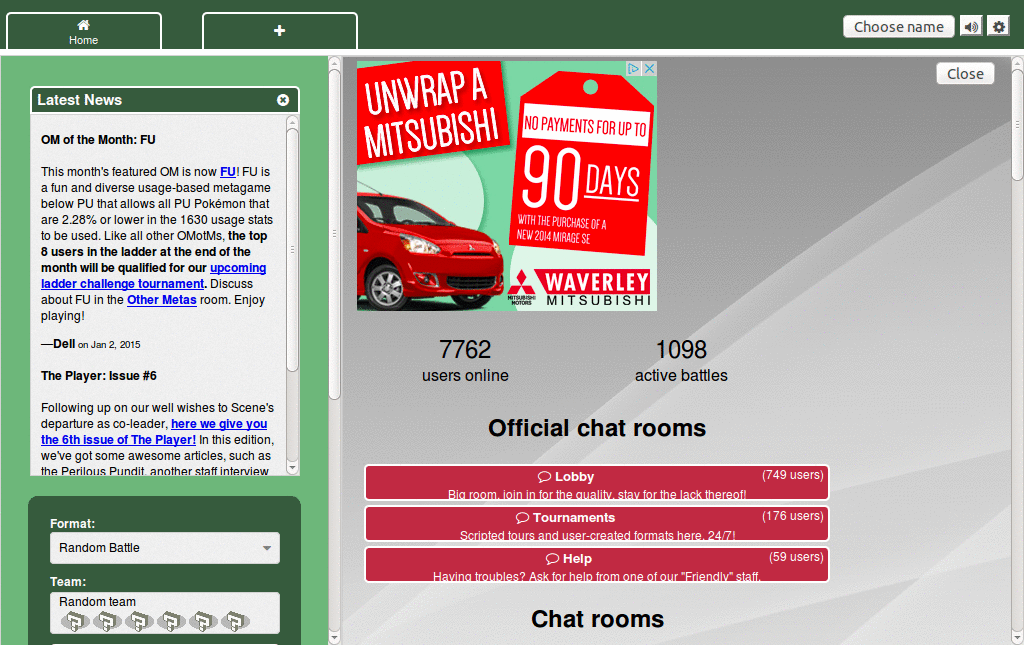 Home
Choose name
Close
Latest News
OM of the Month: FU
This month's featured OM is now FU! FU is
a fun and diverse usage-based metagame
below PU that allows all PU Pokémon that
are 2.28% or lower in the 1630 usage stats
to be used. Like all other OMotMs, the top
8 users in the ladder at the end of the
month will be qualified for our upcoming
ladder challenge tournament. Discuss
about FU in the Other Metas room. Enjoy
playing!
—Dell on Jan 2, 2015
The Player: Issue #6
Following up on our well wishes to Scene's
departure as co-leader, here we give you
the 6th issue of The Player! In this edition,
we've got some awesome articles, such as
the Perilous Pundit, another staff interview
Format:
Random Battle
Team:
Random team
UNWRAP A
MITSUBISHI
NO PAYMENTS FOR UP TO
90 DAYS
WITH THE PURCHASE OF A
NEW 2014 MIRAGE SE
MITSUBISHI
MOTORS
WAVERLEY
MITSUBISHI
7762
users online
1098
active battles
Official chat rooms
Lobby (749 users)
Big room, join in for the quality, stay for the lack thereof!
Tournaments (176 users)
Scripted tours and user-created formats here, 24/7!
Help (59 users)
Having troubles? Ask for help from one of our "Friendly" staff.
Chat rooms